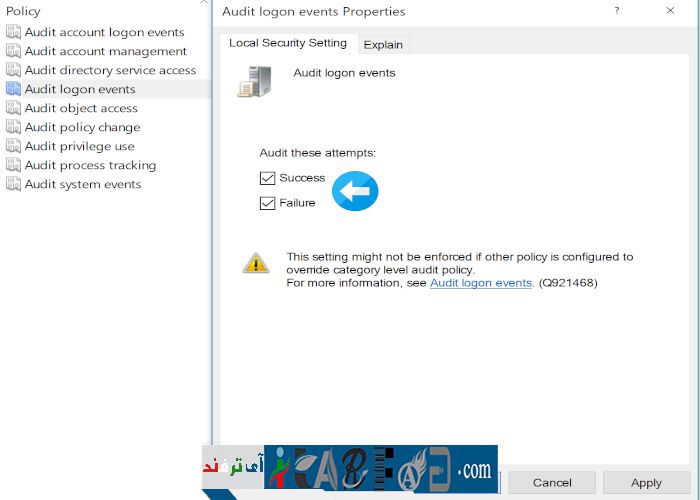 Policy
Audit account logon events
Audit account management
Audit directory service access
Audit logon events
Audit object access
Audit policy change
Audit privilege use
Audit process tracking
Audit system events
Audit logon events Properties
Local Security Setting
Explain
Audit logon events
Audit these attempts:
Success
Failure
This setting might not be enforced if other policy is configured to
override category level audit policy.
For more information, see Audit logon events. (Q921468)
آی ترفند
.com
Cancel
Apply